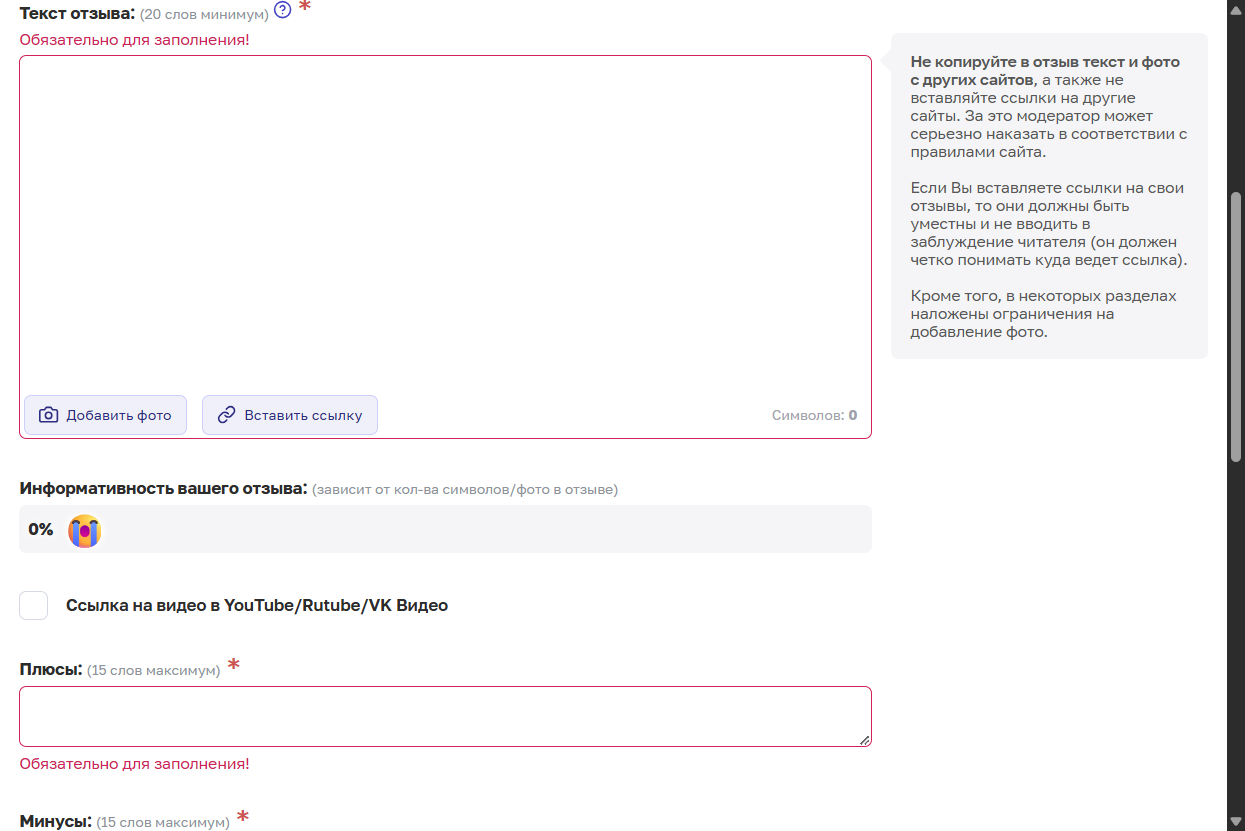 Текст отзыва: (20 слов минимум) ? *
Обязательно для заполнения!
Добавить фото
Вставить ссылку
Символов: 0
Не копируйте в отзыв текст и фото
с других сайтов, а также не
вставляйте ссылки на другие
сайты. За это модератор может
серьезно наказать в соответствии с
правилами сайта.
Если Вы вставляете ссылки на свои
отзывы, то они должны быть
уместны и не вводить в
заблуждение читателя (он должен
четко понимать куда ведет ссылка).
Кроме того, в некоторых разделах
наложены ограничения на
добавление фото.
Информативность вашего отзыва: (зависит от кол-ва символов/фото в отзыве)
0%
Ссылка на видео в YouTube/Rutube/VK Видео
Плюсы: (15 слов максимум) *
Обязательно для заполнения!
Минусы: (15 слов максимум) *